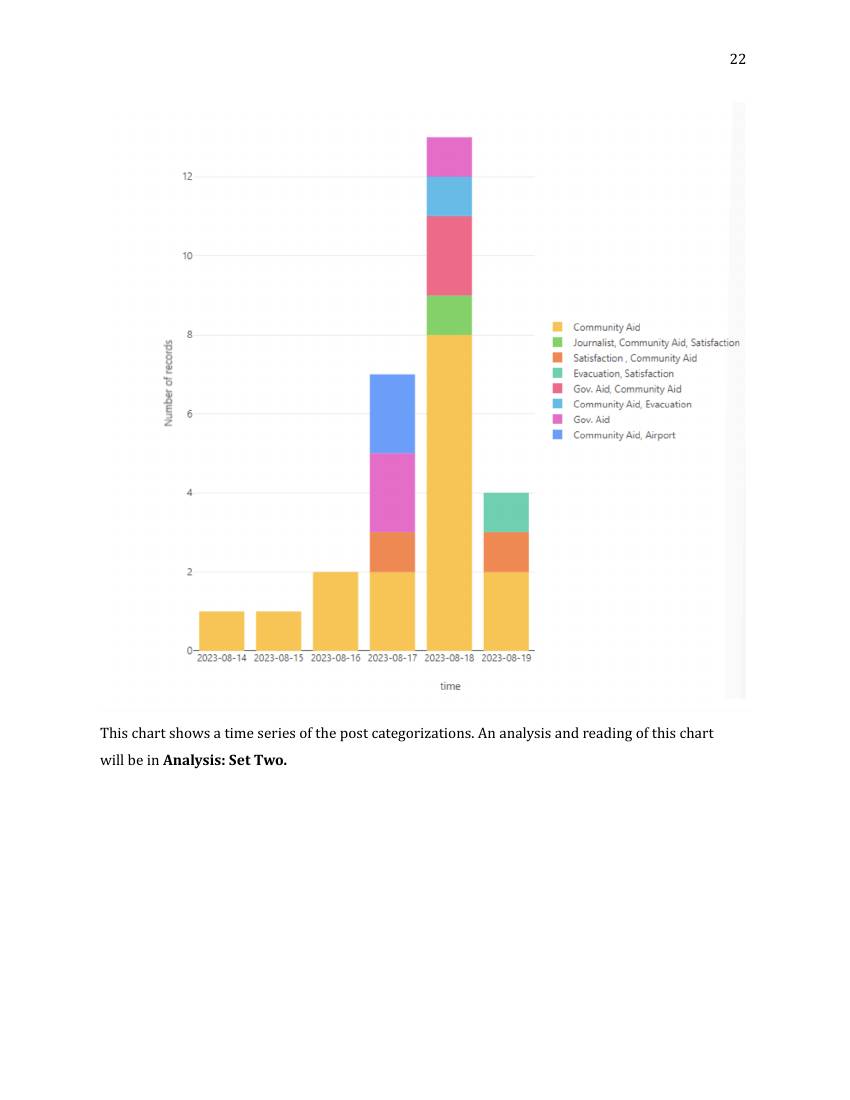 22
12
10
8
6
4
2
0
Number of records
2023-08-14 2023-08-15 2023-08-16 2023-08-17 2023-08-18 2023-08-19
time
Community Aid
Journalist, Community Aid, Satisfaction
Satisfaction , Community Aid
Evacuation, Satisfaction
Gov. Aid, Community Aid
Community Aid, Evacuation
Gov. Aid
Community Aid, Airport
This chart shows a time series of the post categorizations. An analysis and reading of this chart
will be in Analysis: Set Two.